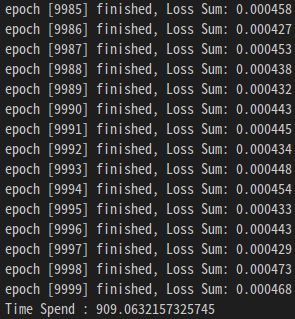 epoch [9985] finished, Loss Sum: 0.000458
epoch [9986] finished, Loss Sum: 0.000427
epoch [9987] finished, Loss Sum: 0.000453
epoch [9988] finished, Loss Sum: 0.000438
epoch [9989] finished, Loss Sum: 0.000432
epoch [9990] finished, Loss Sum: 0.000443
epoch [9991] finished, Loss Sum: 0.000445
epoch [9992] finished, Loss Sum: 0.000434
epoch [9993] finished, Loss Sum: 0.000448
epoch [9994] finished, Loss Sum: 0.000454
epoch [9995] finished, Loss Sum: 0.000433
epoch [9996] finished, Loss Sum: 0.000443
epoch [9997] finished, Loss Sum: 0.000429
epoch [9998] finished, Loss Sum: 0.000473
epoch [9999] finished, Loss Sum: 0.000468
Time Spend : 909.0632157325745